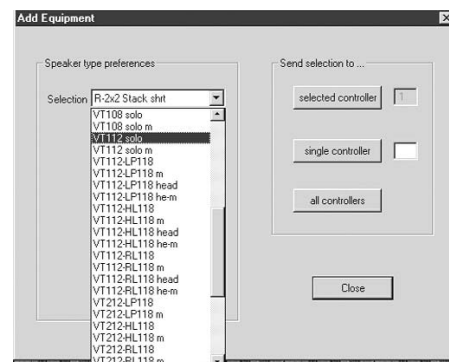 Add Equipment
Speaker type preferences
Selection R-2x2 Stack shrt
VT108 solo
VT108 solo m
VT112 solo
VT112 solo m
VT112-LP118
VT112-LP118 m
VT112-LP118 head
VT112-LP118 he-m
VT112-HL118
VT112-HL118 m
VT112-HL118 head
VT112-HL118 he-m
VT112-RL118
VT112-RL118 m
VT112-RL118 head
VT112-RL118 he-m
VT212-LP118
VT212-LP118 m
VT212-HL118
VT212-HL118 m
VT212-RL118
VT212-RL118 m
Send selection to ...
selected controller 1
single controller
all controllers
Close